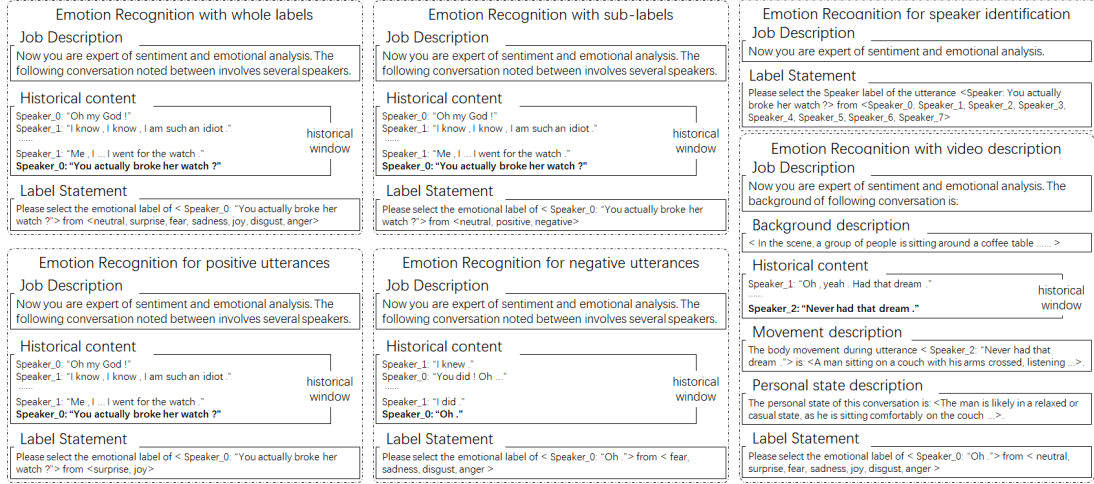 Emotion Recognition with whole labels
Job Description
Now you are expert of sentiment and emotional analysis. The
following conversation noted between involves several speakers.
Historical content
Speaker_0: "Oh my God !"
Speaker_1: "I know , I know , I am such an idiot ."
......
Speaker_1: "Me , I ... I went for the watch ."
Speaker_0: "You actually broke her watch ?"
historical
window
Label Statement
Please select the emotional label of < Speaker_0: "You actually broke her
watch ?"> from <neutral, surprise, fear, sadness, joy, disgust, anger>
Emotion Recognition with sub-labels
Job Description
Now you are expert of sentiment and emotional analysis. The
following conversation noted between involves several speakers.
Historical content
Speaker_0: "Oh my God !"
Speaker_1: "I know , I know , I am such an idiot ."
......
Speaker_1: "Me , I ... I went for the watch ."
Speaker_0: "You actually broke her watch ?"
historical
window
Label Statement
Please select the emotional label of < Speaker_0: "You actually broke her
watch ?"> from <neutral, positive, negative>
Emotion Recognition for positive utterances
Job Description
Now you are expert of sentiment and emotional analysis. The
following conversation noted between involves several speakers.
Historical content
Speaker_0: "Oh my God !"
Speaker_1: "I know , I know , I am such an idiot ."
......
Speaker_1: "Me , I ... I went for the watch ."
Speaker_0: "You actually broke her watch ?"
historical
window
Label Statement
Please select the emotional label of < Speaker_0: "You actually broke her
watch ?"> from <surprise, joy>
Emotion Recognition for negative utterances
Job Description
Now you are expert of sentiment and emotional analysis. The
following conversation noted between involves several speakers.
Historical content
Speaker_1: "I knew ."
Speaker_0: "You did ! Oh ..."
......
Speaker_1: "I did ."
Speaker_0: "Oh ."
historical
window
Label Statement
Please select the emotional label of < Speaker_0: "Oh ."> from < fear,
sadness, disgust, anger >
Emotion Recognition for speaker identification
Job Description
Now you are expert of sentiment and emotional analysis.
Label Statement
Please select the Speaker label of the utterance <Speaker: You actually
broke her watch ?> from <Speaker_0, Speaker_1, Speaker_2, Speaker_3,
Speaker_4, Speaker_5, Speaker_6, Speaker_7>
Emotion Recognition with video description
Job Description
Now you are expert of sentiment and emotional analysis. The
background of following conversation is:
Background description
< In the scene, a group of people is sitting around a coffee table ...... >
Historical content
Speaker_1: "Oh , yeah . Had that dream ."
......
Speaker_2: "Never had that dream ."
historical
window
Movement description
The body movement during utterance < Speaker_2: "Never had that
dream ."> is: <A man sitting on a couch with his arms crossed, listening ...>.
Personal state description
The personal state of this conversation is: <The man is likely in a relaxed or
casual state, as he is sitting comfortably on the couch ...>.
Label Statement
Please select the emotional label of < Speaker_0: "Oh ."> from < neutral,
surprise, fear, sadness, joy, disgust, anger >